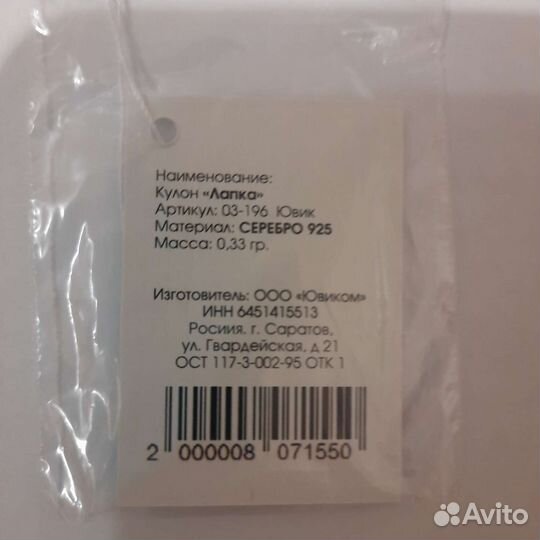 Наименование:
Кулон «Лапка»
Артикул: 03-196 Ювик
Материал: СЕРЕБРО 925
Масса: 0,33 гр.
Изготовитель: ООО «Ювиком»
ИНН 6451415513
Росиия. г. Саратов,
ул. Гвардейская, д 21
ОСТ 117-3-002-95 ОТК 1
2 000008 071550
Avito